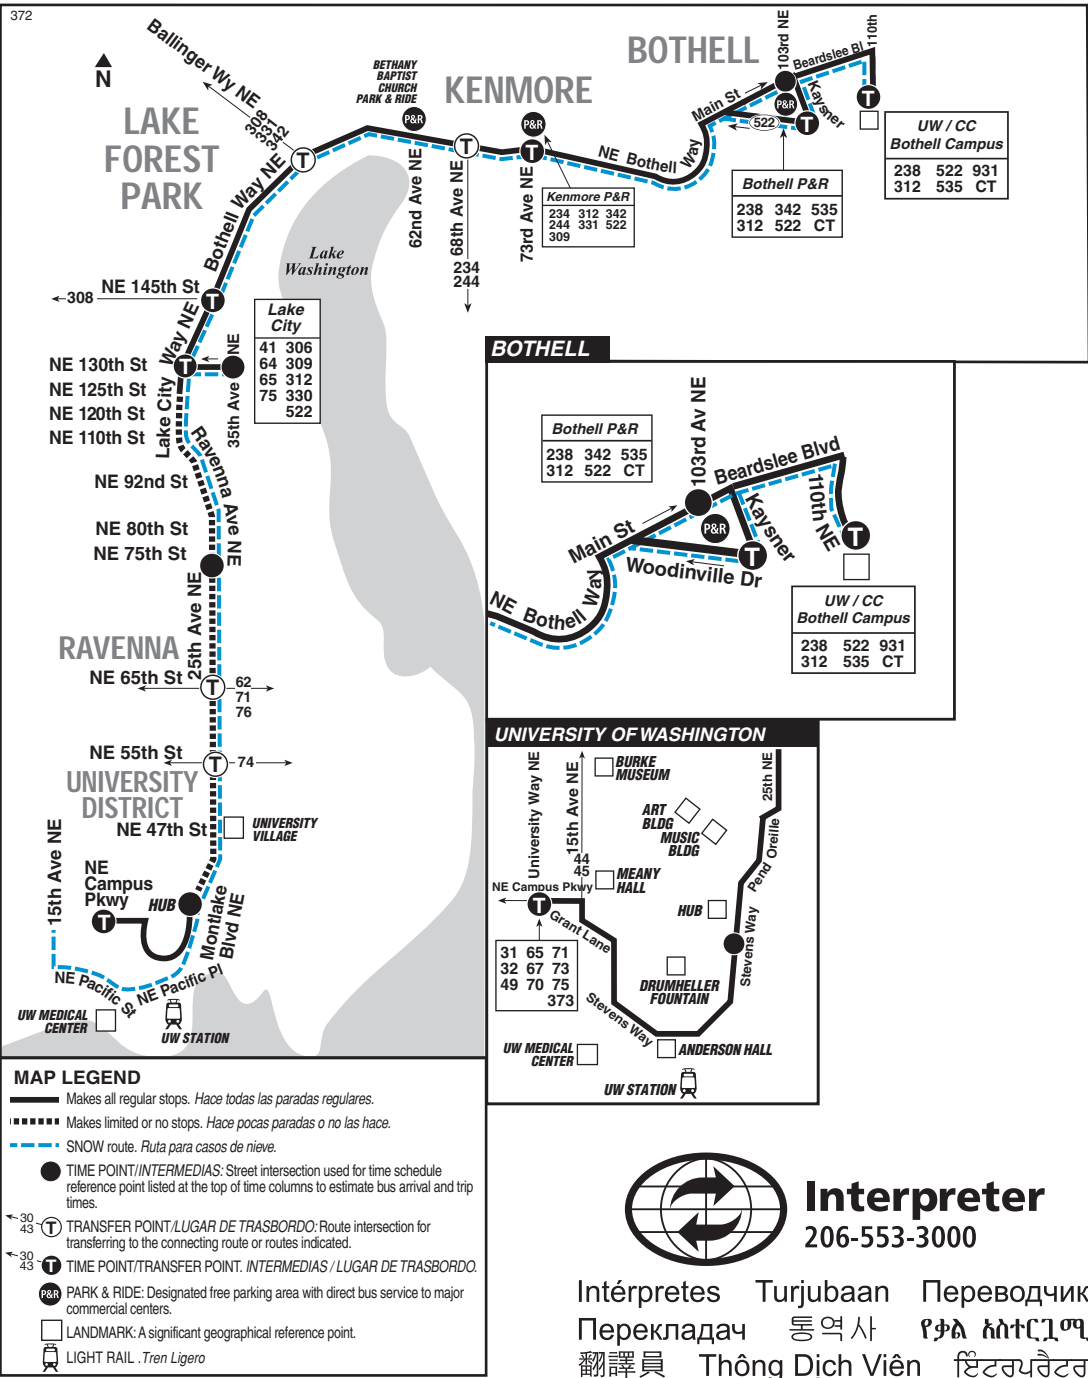 372
N
Ballinger Wy NE
308
331
312
LAKE
FOREST
PARK
BETHANY
BAPTIST
CHURCH
PARK & RIDE
P&R
KENMORE
P&R
BOTHELL
103rd NE
Beardslee Bl
110th
Main St
P&R
Kaysner
522
T
T
UW / CC
Bothell Campus
238 522 931
312 535 CT
Bothell P&R
238 342 535
312 522 CT
T
T
T
NE Bothell Way
Bothell Way NE
62nd Ave NE
68th Ave NE
73rd Ave NE
Kenmore P&R
234 312 342
244 331 522
309
234
244
Lake
Washington
308
NE 145th St
T
Lake City Way NE
Lake
City
41 306
64 309
65 312
75 330
522
NE 130th St
T
35th Ave NE
NE 125th St
NE 120th St
NE 110th St
Ravenna Ave NE
NE 92nd St
NE 80th St
NE 75th St
25th Ave NE
RAVENNA
NE 65th St
T
62
71
76
NE 55th St
T
74
UNIVERSITY
DISTRICT
NE 47th St
UNIVERSITY
VILLAGE
15th Ave NE
NE
Campus
Pkwy
T
HUB
Montlake
Blvd NE
NE Pacific St
NE Pacific Pl
UW MEDICAL
CENTER
UW STATION
BOTHELL
Bothell P&R
238 342 535
312 522 CT
103rd Av NE
Beardslee Blvd
Main St
P&R
Kaysner
110th NE
T
T
Woodinville Dr
NE Bothell Way
UW / CC
Bothell Campus
238 522 931
312 535 CT
UNIVERSITY OF WASHINGTON
University Way NE
15th Ave NE
BURKE
MUSEUM
25th NE
ART
BLDG
MUSIC
BLDG
Pend Oreille
44
45
MEANY
HALL
NE Campus Pkwy
T
Grant Lane
HUB
Stevens Way
31 65 71
32 67 73
49 70 75
373
DRUMHELLER
FOUNTAIN
Stevens Way
UW MEDICAL
CENTER
ANDERSON HALL
UW STATION
MAP LEGEND
Makes all regular stops. Hace todas las paradas regulares.
Makes limited or no stops. Hace pocas paradas o no las hace.
SNOW route. Ruta para casos de nieve.
TIME POINT/INTERMEDIAS: Street intersection used for time schedule
reference point listed at the top of time columns to estimate bus arrival and trip
times.
30
43 T TRANSFER POINT/LUGAR DE TRASBORDO: Route intersection for
transferring to the connecting route or routes indicated.
30
43 T TIME POINT/TRANSFER POINT. INTERMEDIAS / LUGAR DE TRASBORDO.
P&R PARK & RIDE: Designated free parking area with direct bus service to major
commercial centers.
LANDMARK: A significant geographical reference point.
LIGHT RAIL .Tren Ligero
Interpreter
206-553-3000
Intérpretes Turjubaan Переводчик
Перекладач 통역사 የቃል አስተርጏሚ
翻譯員 Thông Dịch Viên ਇੰਟਰਪਰੈਟਰ